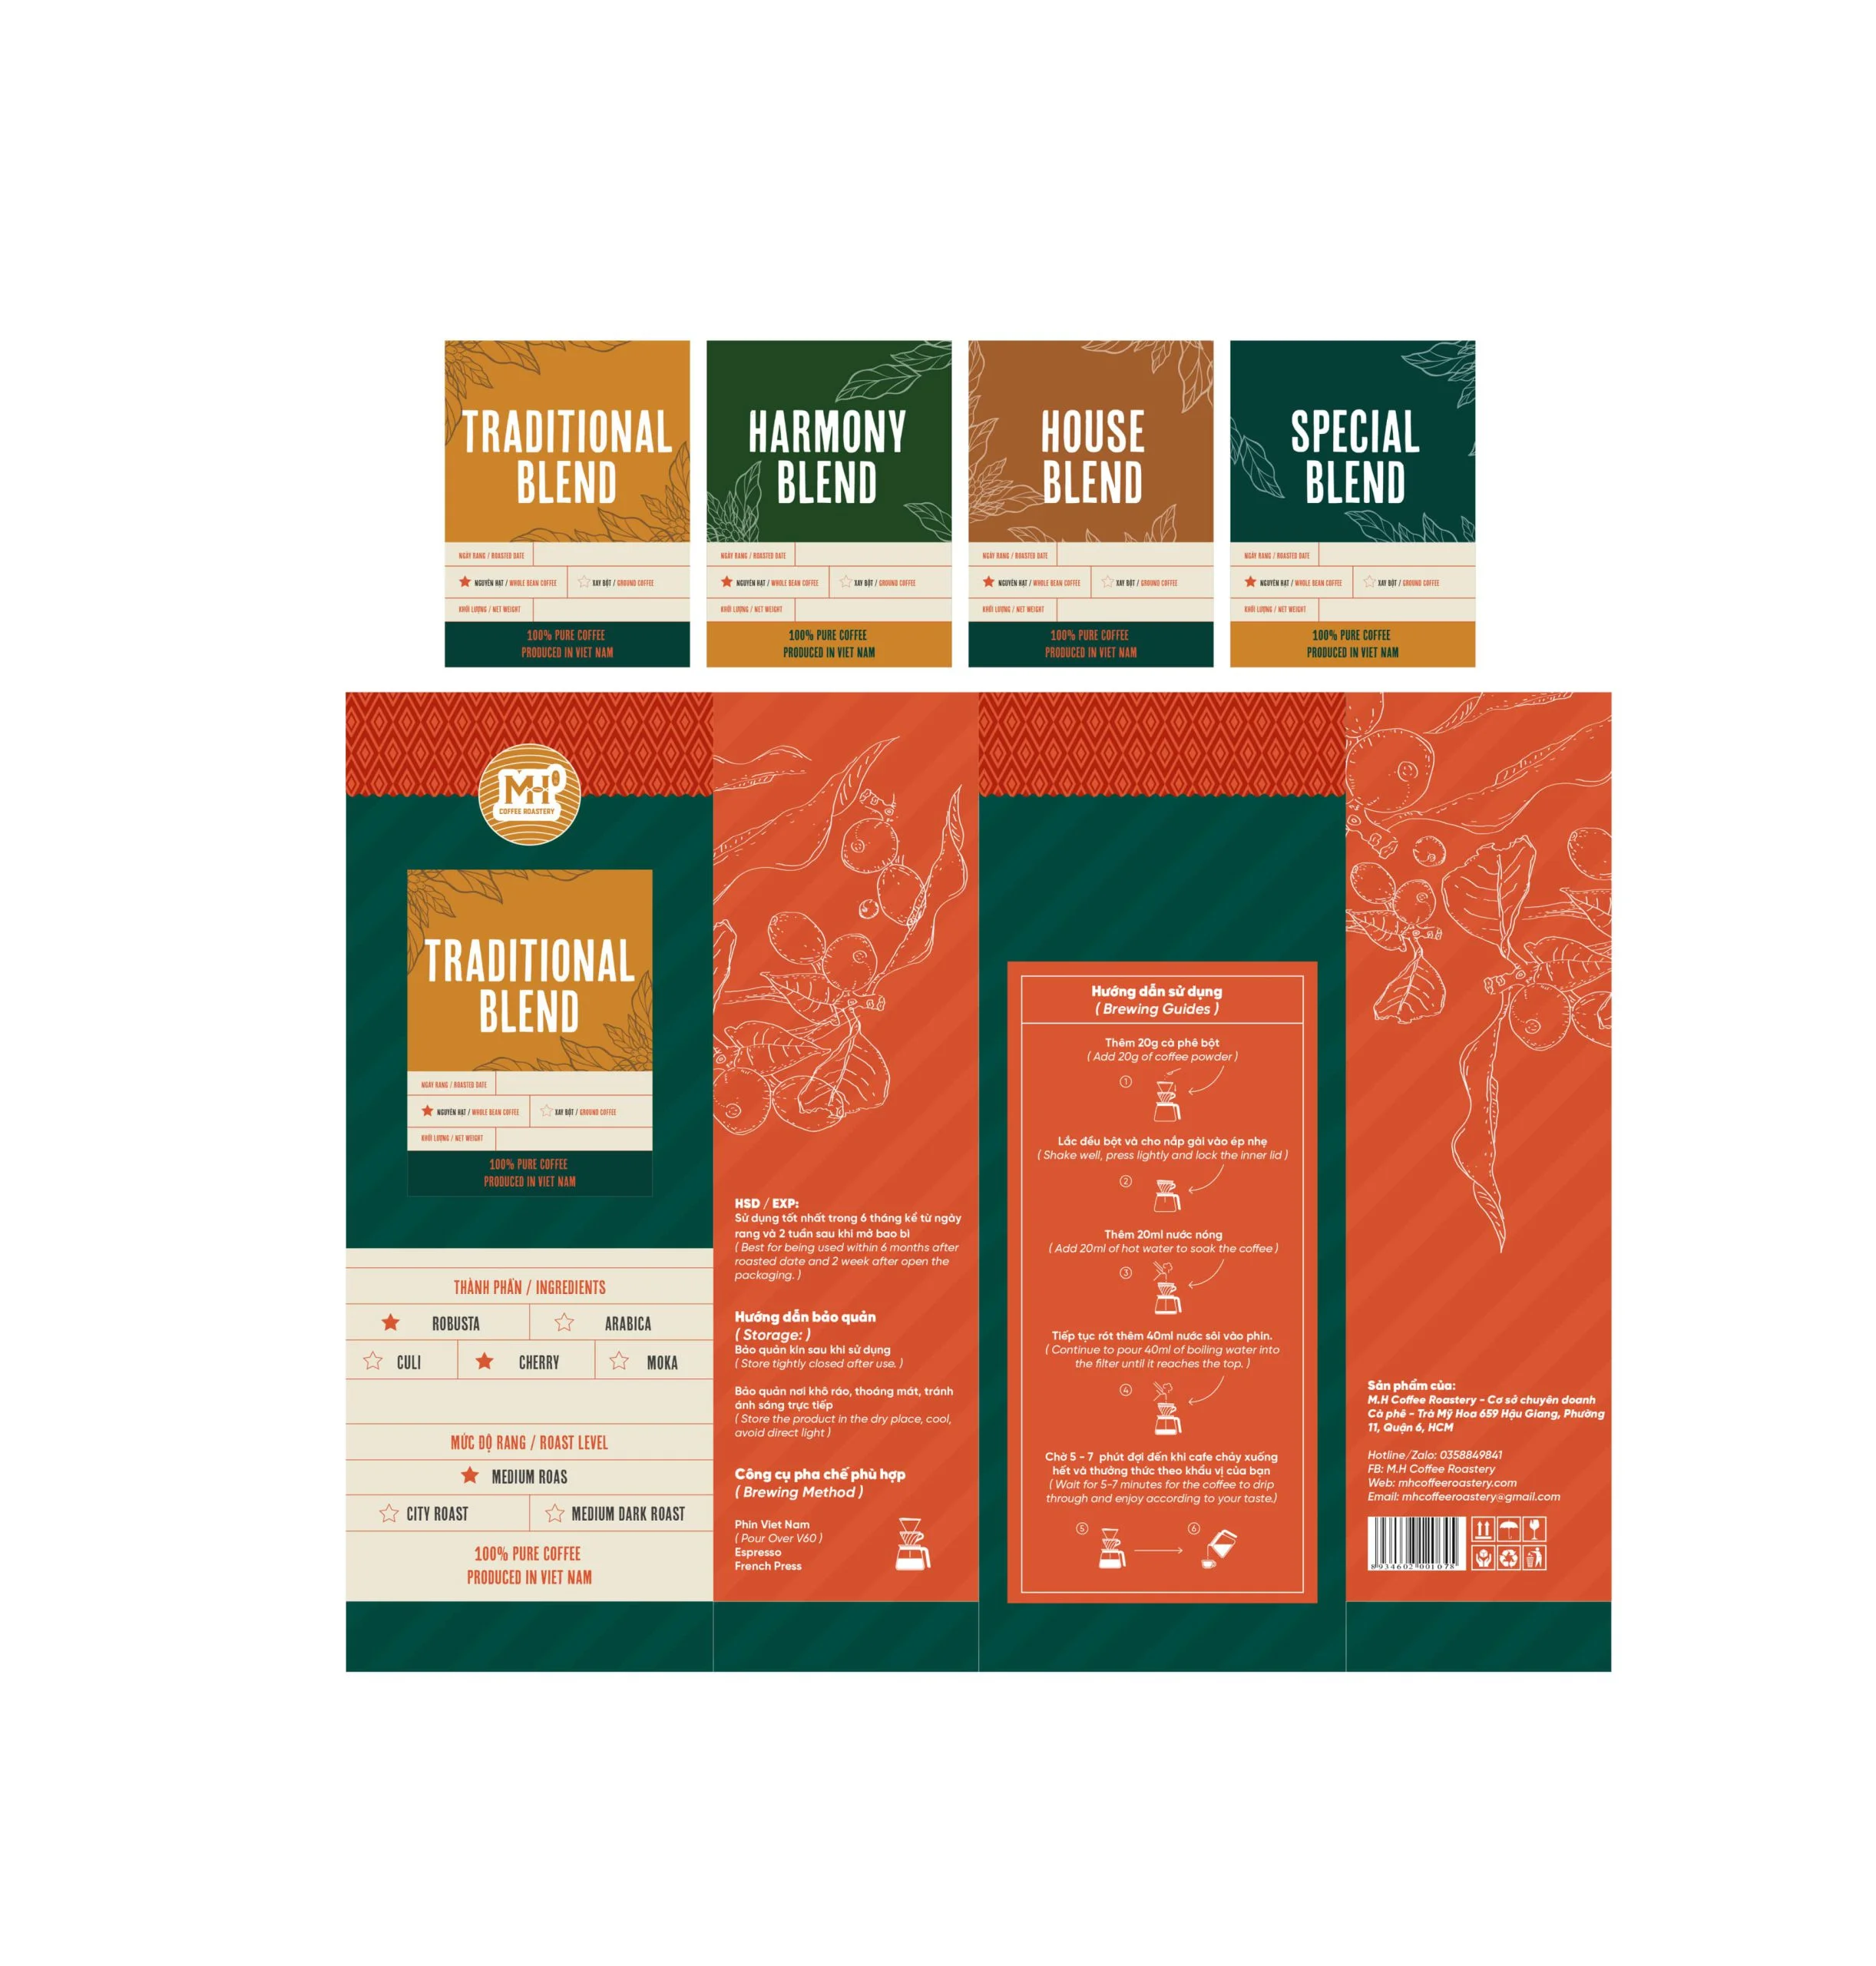 TRADITIONAL
BLEND
NGÀY RANG / ROASTED DATE
NGUYÊN HẠT / WHOLE BEAN COFFEE
XAY BỘT / GROUND COFFEE
KHỐI LƯỢNG / NET WEIGHT
100% PURE COFFEE
PRODUCED IN VIET NAM
HARMONY
BLEND
NGÀY RANG / ROASTED DATE
NGUYÊN HẠT / WHOLE BEAN COFFEE
XAY BỘT / GROUND COFFEE
KHỐI LƯỢNG / NET WEIGHT
100% PURE COFFEE
PRODUCED IN VIET NAM
HOUSE
BLEND
NGÀY RANG / ROASTED DATE
NGUYÊN HẠT / WHOLE BEAN COFFEE
XAY BỘT / GROUND COFFEE
KHỐI LƯỢNG / NET WEIGHT
100% PURE COFFEE
PRODUCED IN VIET NAM
SPECIAL
BLEND
NGÀY RANG / ROASTED DATE
NGUYÊN HẠT / WHOLE BEAN COFFEE
XAY BỘT / GROUND COFFEE
KHỐI LƯỢNG / NET WEIGHT
100% PURE COFFEE
PRODUCED IN VIET NAM
MH
COFFEE ROASTERY
TRADITIONAL
BLEND
NGÀY RANG / ROASTED DATE
NGUYÊN HẠT / WHOLE BEAN COFFEE
XAY BỘT / GROUND COFFEE
KHỐI LƯỢNG / NET WEIGHT
100% PURE COFFEE
PRODUCED IN VIET NAM
THÀNH PHẦN / INGREDIENTS
ROBUSTA
ARABICA
CULI
CHERRY
MOKA
MỨC ĐỘ RANG / ROAST LEVEL
MEDIUM ROAS
CITY ROAST
MEDIUM DARK ROAST
100% PURE COFFEE
PRODUCED IN VIET NAM
HSD / EXP:
Sử dụng tốt nhất trong 6 tháng kể từ ngày
rang và 2 tuần sau khi mở bao bì
( Best for being used within 6 months after
roasted date and 2 week after open the
packaging. )
Hướng dẫn bảo quản
( Storage: )
Bảo quản kín sau khi sử dụng
( Store tightly closed after use. )
Bảo quản nơi khô ráo, thoáng mát, tránh
ánh sáng trực tiếp
( Store the product in the dry place, cool,
avoid direct light )
Công cụ pha chế phù hợp
( Brewing Method )
Phin Viet Nam
( Pour Over V60 )
Espresso
French Press
Hướng dẫn sử dụng
( Brewing Guides )
Thêm 20g cà phê bột
( Add 20g of coffee powder )
1
Lắc đều bột và cho nắp gài vào ép nhẹ
( Shake well, press lightly and lock the inner lid )
2
Thêm 20ml nước nóng
( Add 20ml of hot water to soak the coffee )
3
Tiếp tục rót thêm 40ml nước sôi vào phin.
( Continue to pour 40ml of boiling water into
the filter until it reaches the top. )
4
Chờ 5 - 7 phút đợi đến khi cafe chảy xuống
hết và thưởng thức theo khẩu vị của bạn
( Wait for 5-7 minutes for the coffee to drip
through and enjoy according to your taste.)
5
6
Sản phẩm của:
M.H Coffee Roastery - Cơ sở chuyên doanh
Cà phê - Trà Mỹ Hoa 659 Hậu Giang, Phường
11, Quận 6, HCM
Hotline/Zalo: 0358849841
FB: M.H Coffee Roastery
Web: mhcoffeeroastery.com
Email: mhcoffeeroastery@gmail.com
8934602001078